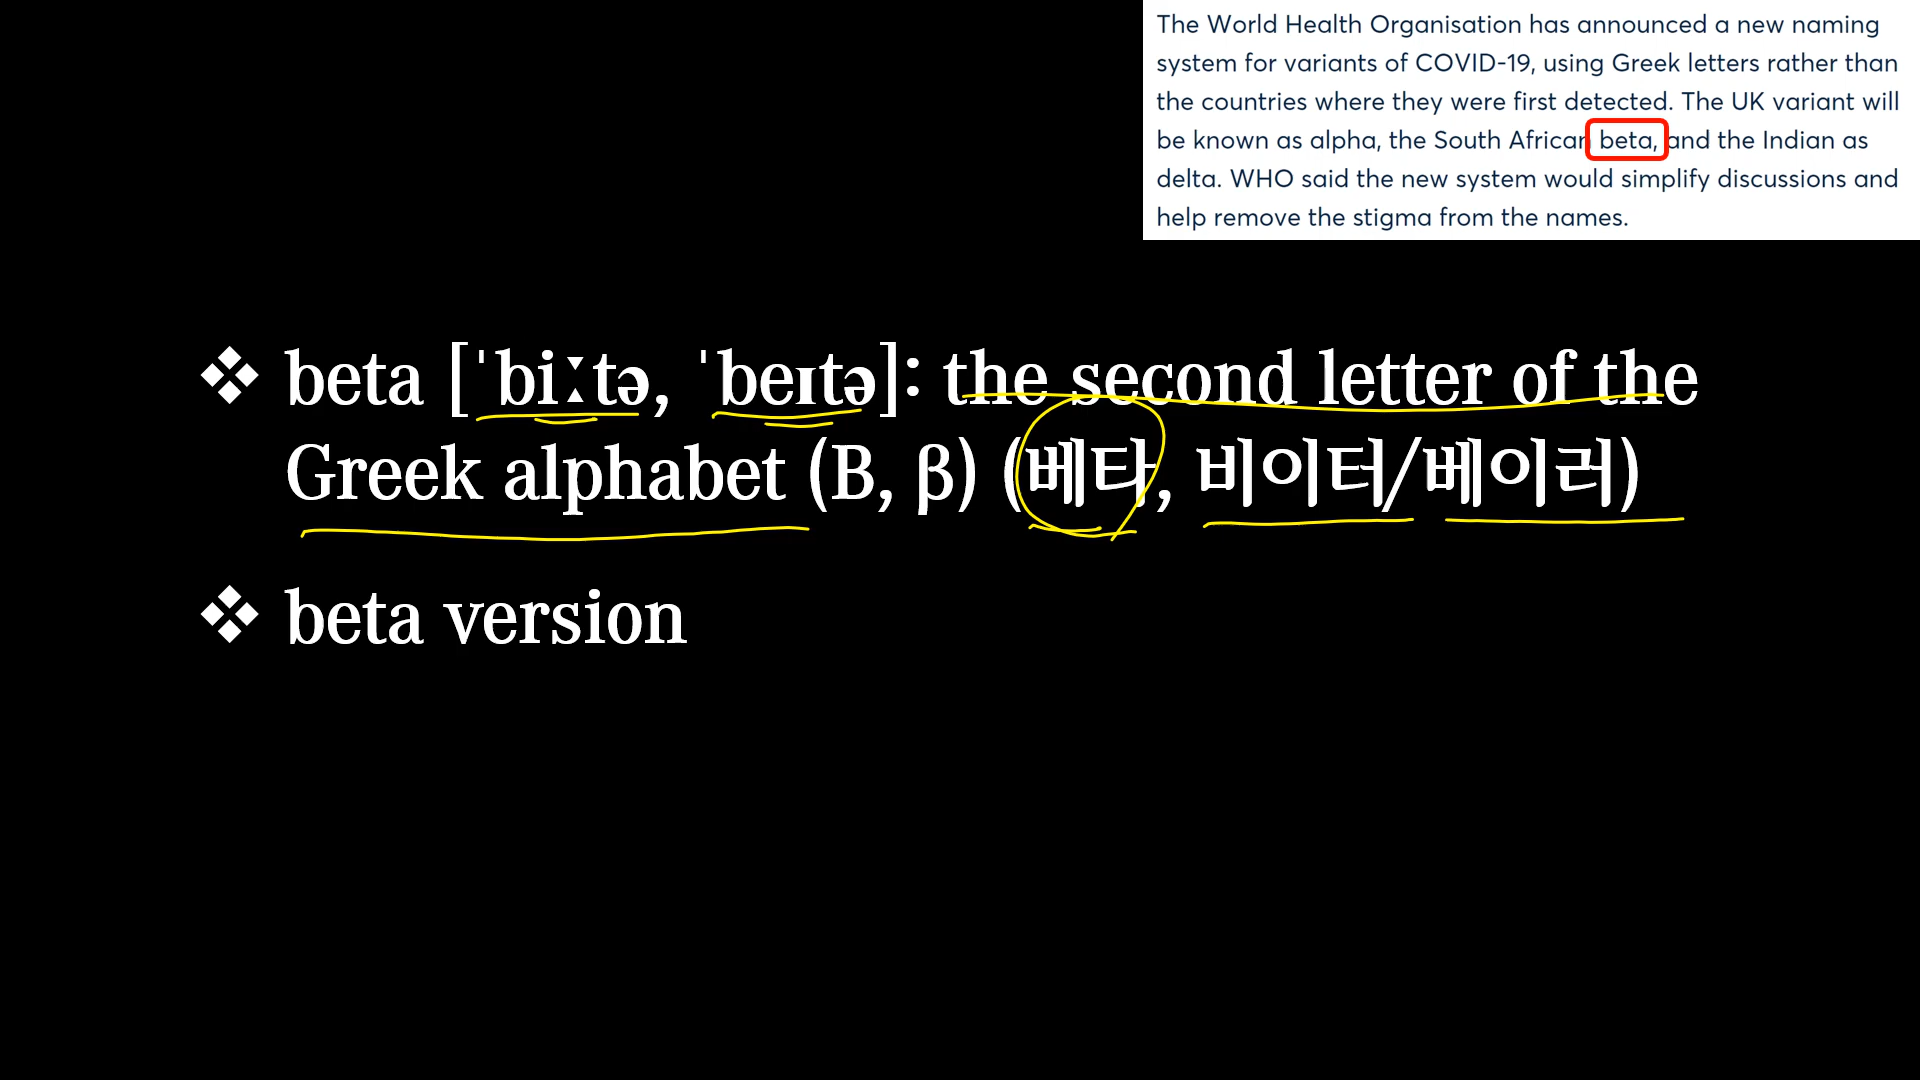 The World Health Organisation has announced a new naming
system for variants of COVID-19, using Greek letters rather than
the countries where they were first detected. The UK variant will
be known as alpha, the South African beta, and the Indian as
delta. WHO said the new system would simplify discussions and
help remove the stigma from the names.
❖ beta [ˈbiːtə, ˈbeɪtə]: the second letter of the
Greek alphabet (Β, β) (베타, 비이터/베이러)
❖ beta version